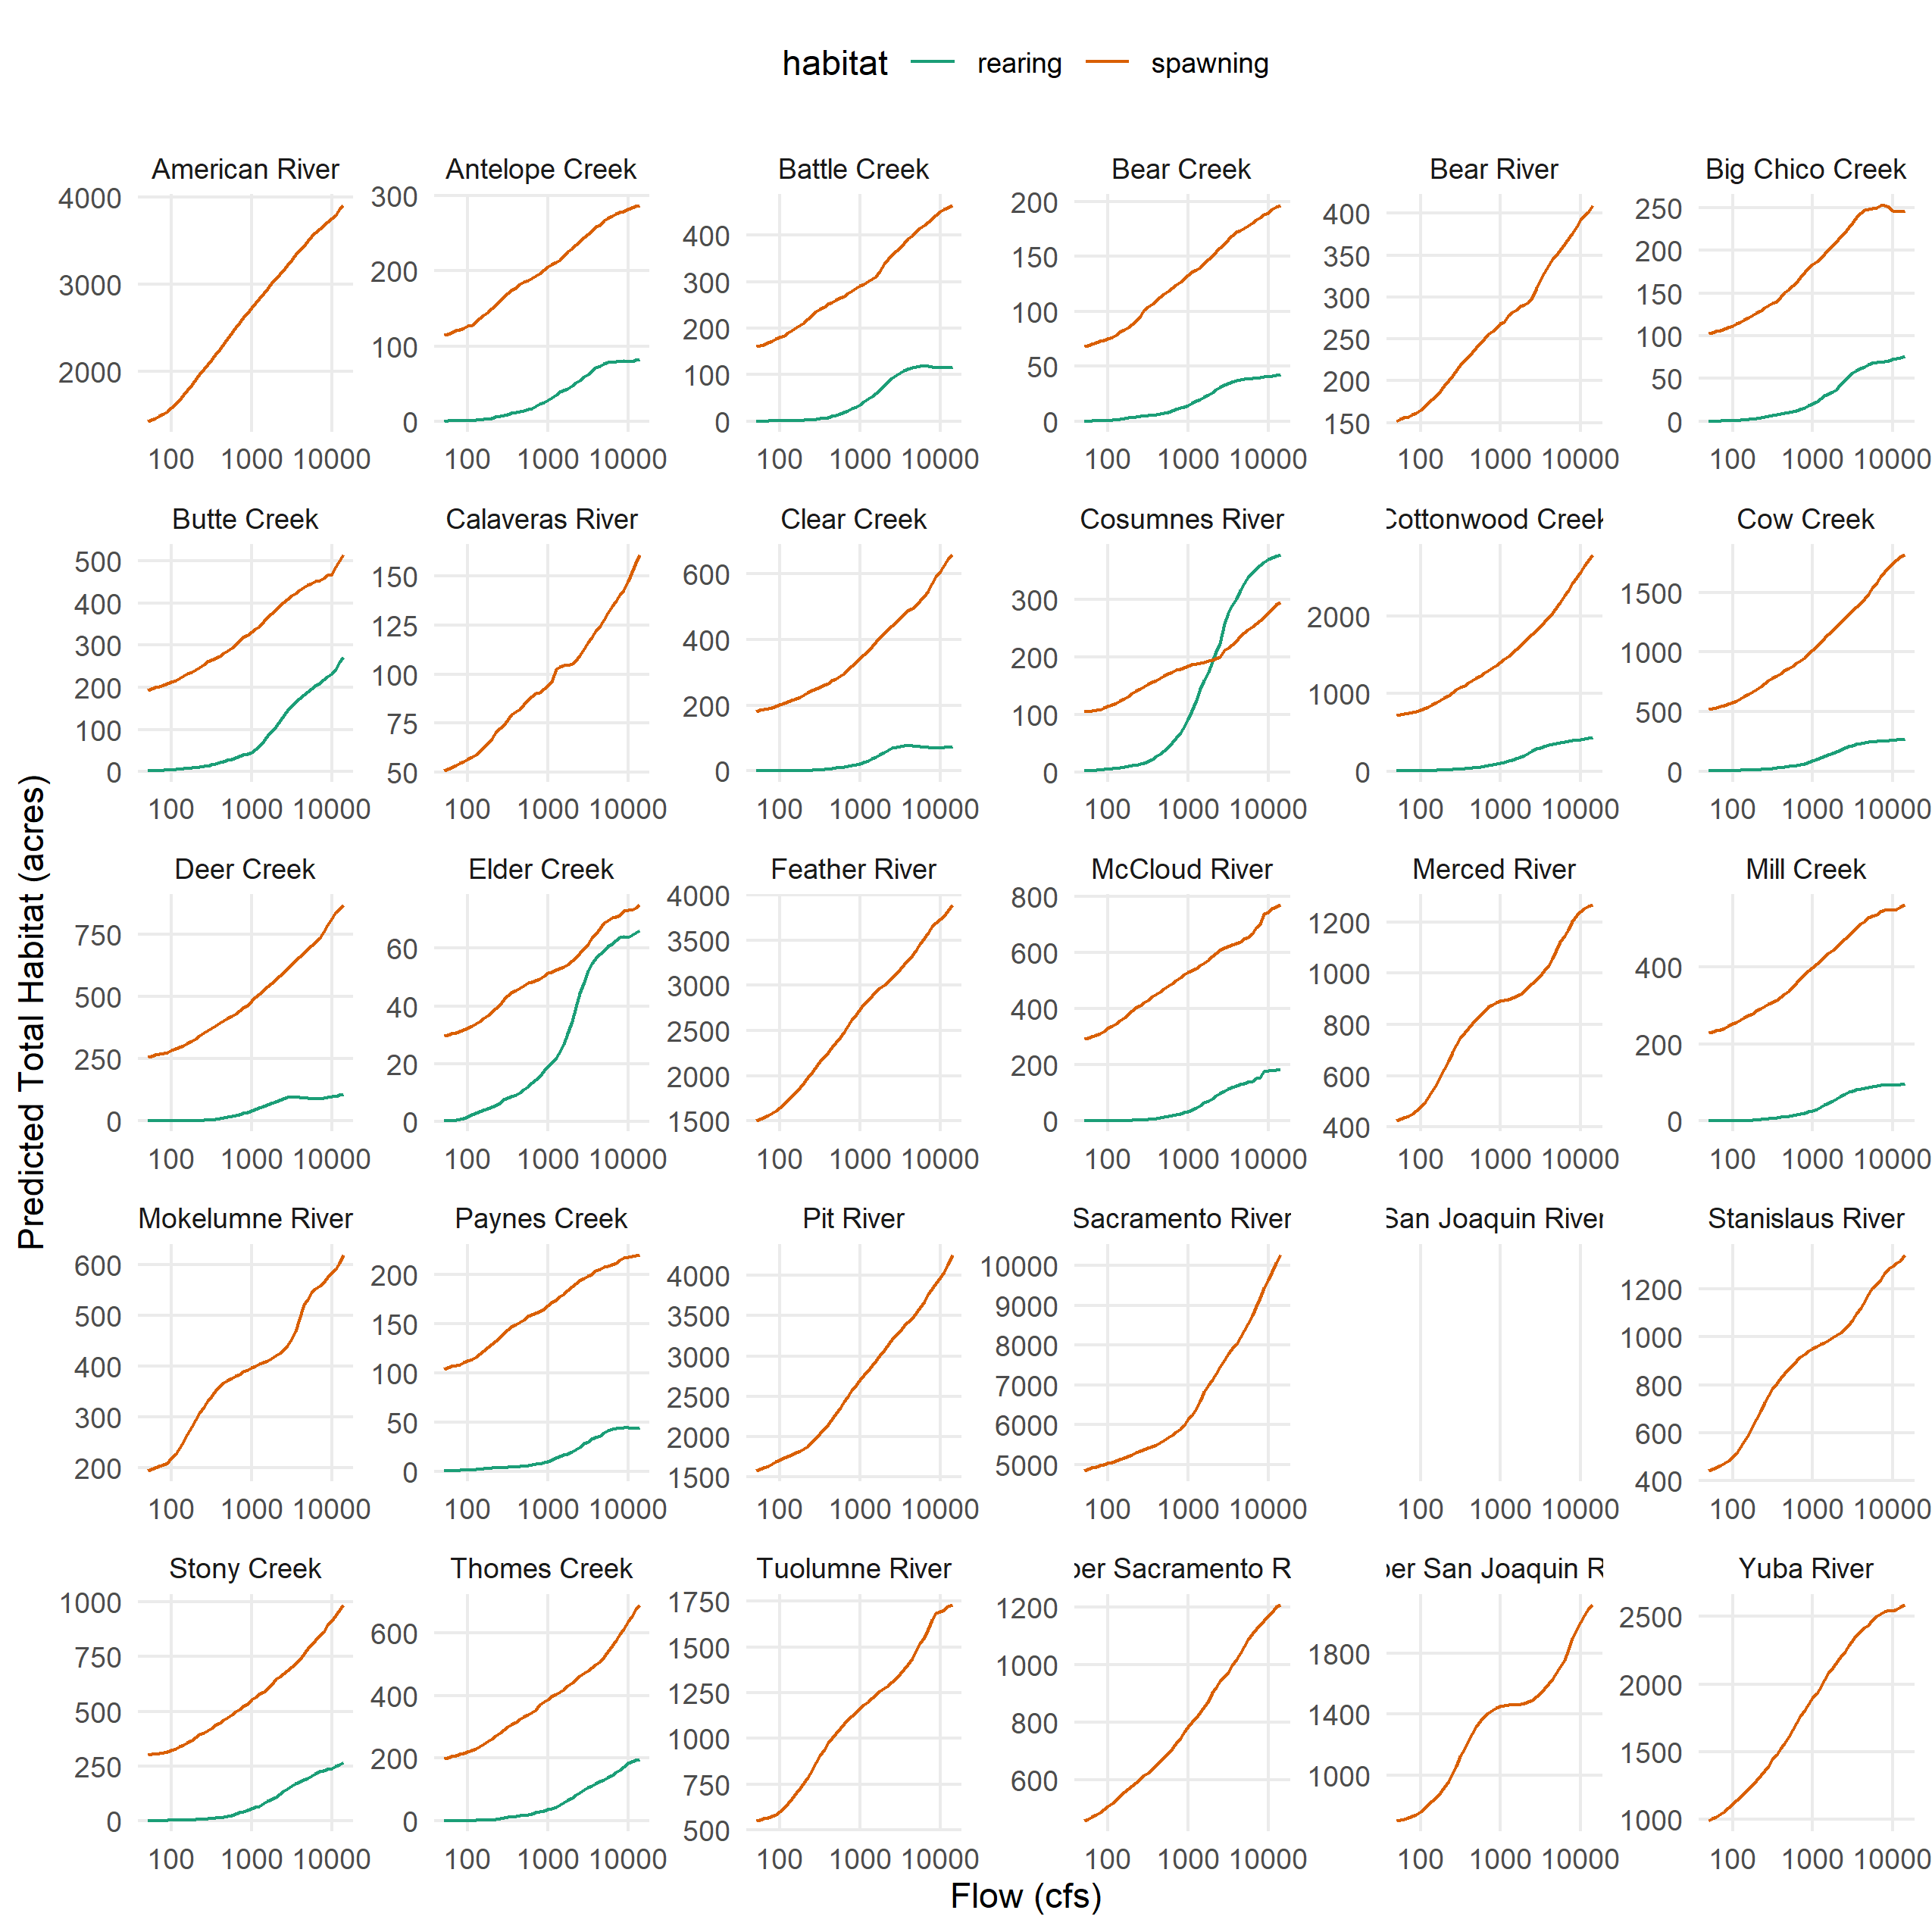 habitat rearing spawning
American River Antelope Creek Battle Creek Bear Creek Bear River Big Chico Creek
4000 3000 2000
300 200 100 0
400 300 200 100 0
200 150 100 50 0
400 350 300 250 200 150
250 200 150 100 50 0
100 1000 10000 100 1000 10000 100 1000 10000 100 1000 10000 100 1000 10000 100 1000 10000
Butte Creek Calaveras River Clear Creek Cosumnes River Cottonwood Creek Cow Creek
500 400 300 200 100 0
150 125 100 75 50
600 400 200 0
300 200 100 0
2000 1000 0
1500 1000 500 0
100 1000 10000 100 1000 10000 100 1000 10000 100 1000 10000 100 1000 10000 100 1000 10000
Predicted Total Habitat (acres)
Deer Creek Elder Creek Feather River McCloud River Merced River Mill Creek
750 500 250 0
60 40 20 0
4000 3500 3000 2500 2000 1500
800 600 400 200 0
1200 1000 800 600 400
400 200 0
100 1000 10000 100 1000 10000 100 1000 10000 100 1000 10000 100 1000 10000 100 1000 10000
Mokelumne River Paynes Creek Pit River Sacramento River San Joaquin River Stanislaus River
600 500 400 300 200
200 150 100 50 0
4000 3500 3000 2500 2000 1500
10000 9000 8000 7000 6000 5000
1200 1000 800 600 400
100 1000 10000 100 1000 10000 100 1000 10000 100 1000 10000 100 1000 10000 100 1000 10000
Stony Creek Thomes Creek Tuolumne River per Sacramento R per San Joaquin R Yuba River
1000 750 500 250 0
600 400 200 0
1750 1500 1250 1000 750 500
1200 1000 800 600
1800 1400 1000
2500 2000 1500 1000
100 1000 10000 100 1000 10000 100 1000 10000 100 1000 10000 100 1000 10000 100 1000 10000
Flow (cfs)